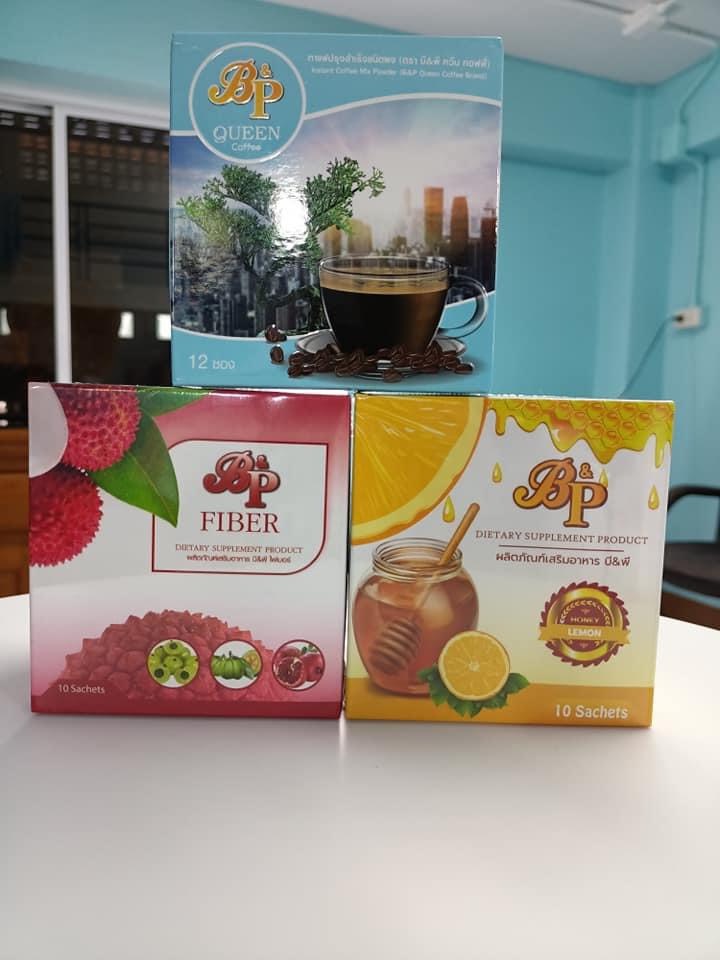 B&P
QUEEN
Coffee
กาแฟปรุงสำเร็จชนิดผง (ตรา บี&พี ควีน คอฟฟี่)
Instant Coffee Mix Powder (B&P Queen Coffee Brand)
12 ซอง
B&P
FIBER
DIETARY SUPPLEMENT PRODUCT
ผลิตภัณฑ์เสริมอาหาร บี&พี ไฟเบอร์
10 Sachets
B&P
DIETARY SUPPLEMENT PRODUCT
ผลิตภัณฑ์เสริมอาหาร บี&พี
HONEY
LEMON
10 Sachets